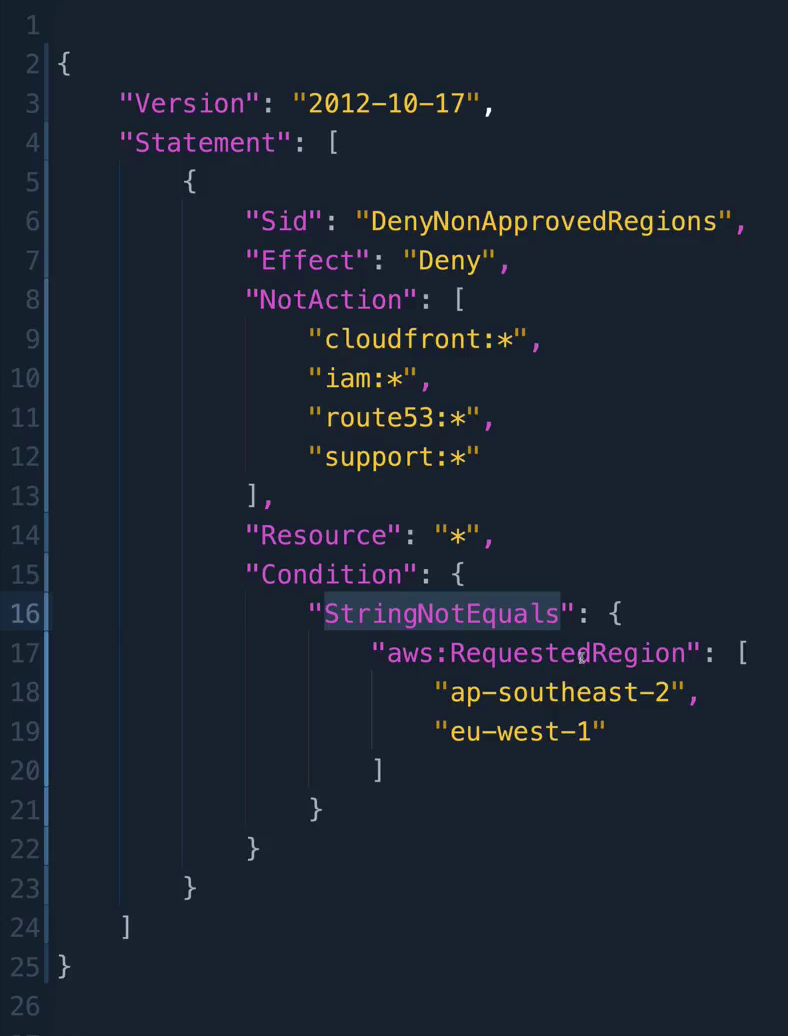 1
2 {
3 "Version": "2012-10-17",
4 "Statement": [
5 {
6 "Sid": "DenyNonApprovedRegions",
7 "Effect": "Deny",
8 "NotAction": [
9 "cloudfront:*",
10 "iam:*",
11 "route53:*",
12 "support:*"
13 ],
14 "Resource": "*",
15 "Condition": {
16 "StringNotEquals": {
17 "aws:RequestedRegion": [
18 "ap-southeast-2",
19 "eu-west-1"
20 ]
21 }
22 }
23 }
24 ]
25 }
26